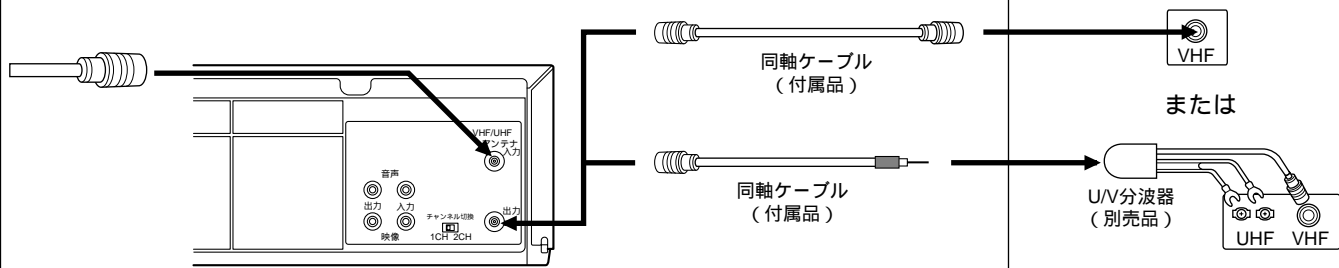 VHF/UHF
アンテナ
入力
音声
出力 入力
映像
チャンネル切換
1CH 2CH
出力
同軸ケーブル
（付属品）
同軸ケーブル
（付属品）
VHF
または
U/V分波器
（別売品）
UHF VHF